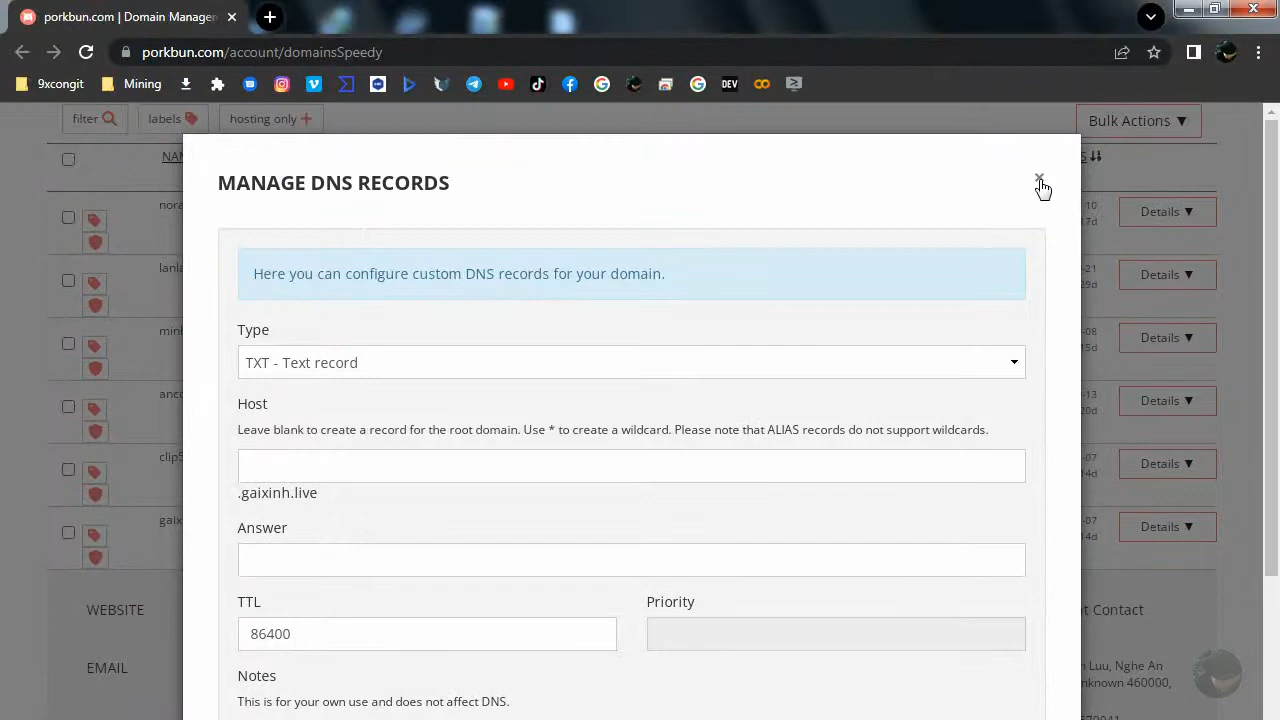 porkbun.com | Domain Manager
porkbun.com/account/domainsSpeedy
9xcongit
Mining
DEV
filter
labels
hosting only +
Bulk Actions ▼
MANAGE DNS RECORDS
×
Here you can configure custom DNS records for your domain.
Type
TXT - Text record
Host
Leave blank to create a record for the root domain. Use * to create a wildcard. Please note that ALIAS records do not support wildcards.
.gaixinh.live
Answer
TTL
Priority
86400
Notes
This is for your own use and does not affect DNS.
Details ▼
Details ▼
Details ▼
Details ▼
Details ▼
Details ▼
WEBSITE
EMAIL
Contact
Luu, Nghe An
460000,